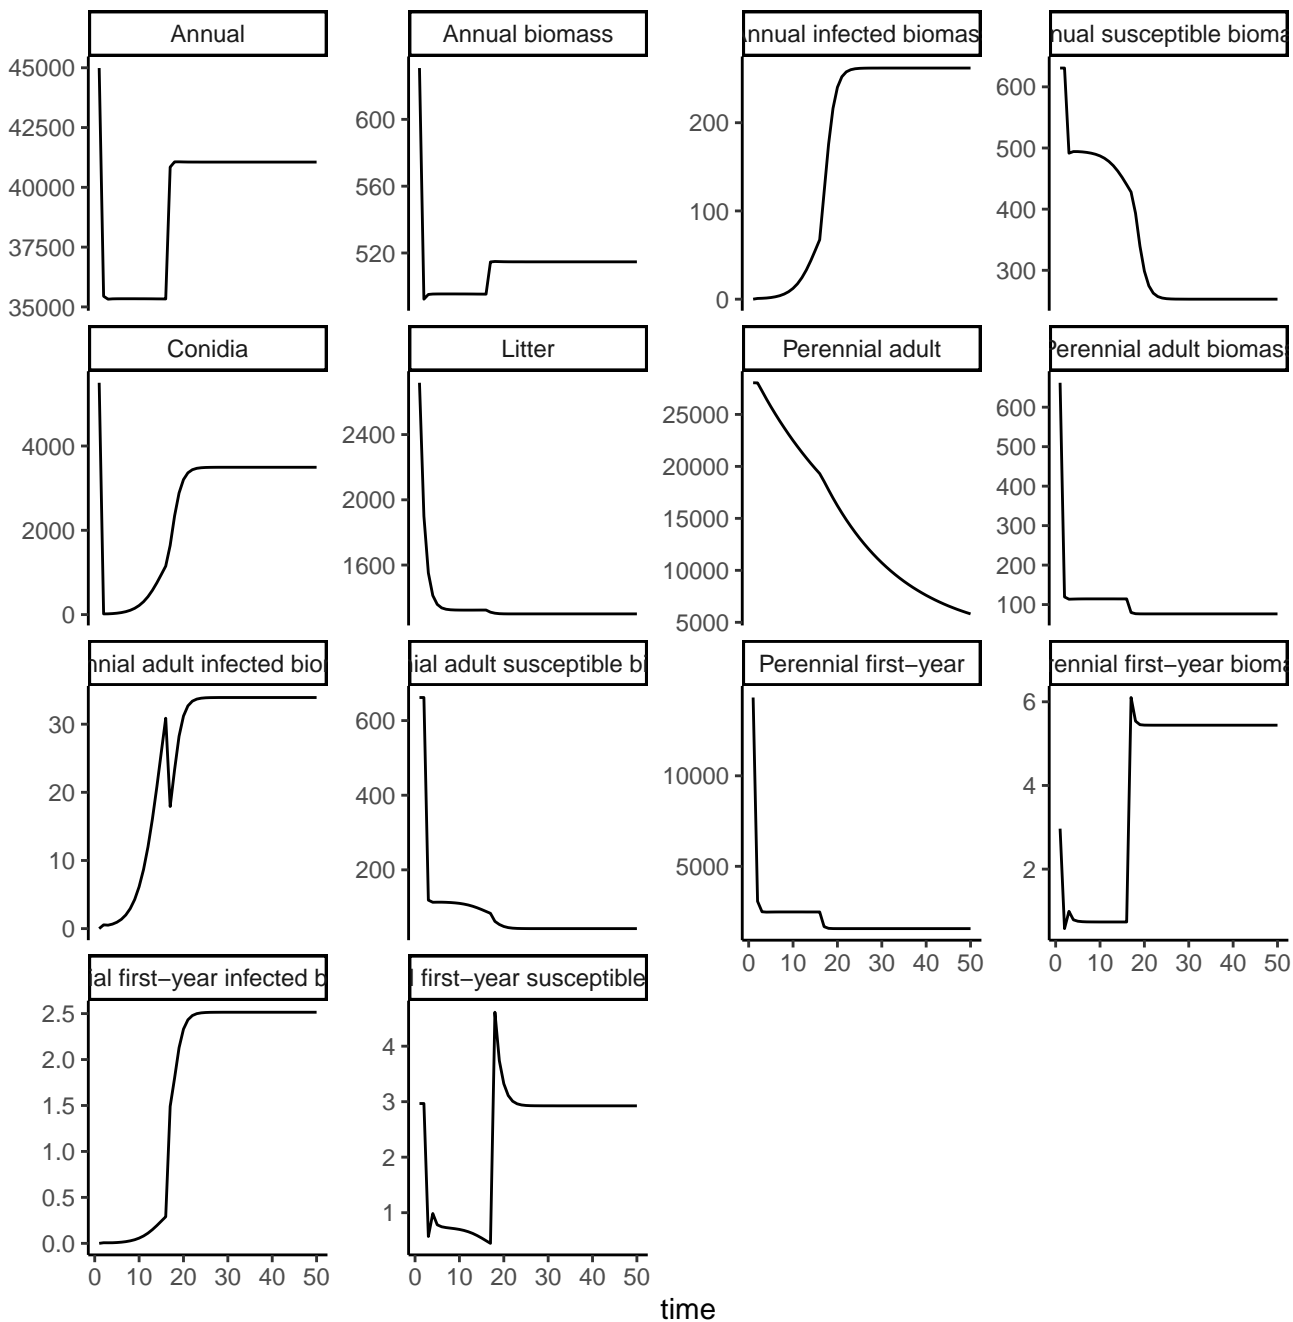 Annual
Annual biomass
nnual infected biomas
nual susceptible bioma
45000
42500
40000
37500
35000
600
560
520
200
100
0
600
500
400
300
Conidia
Litter
Perennial adult
Perennial adult biomas
4000
2000
0
2400
2000
1600
25000
20000
15000
10000
5000
600
500
400
300
200
100
nnial adult infected bio
ial adult susceptible bi
Perennial first−year
rennial first−year bioma
30
20
10
0
600
400
200
10000
5000
6
4
2
0 10 20 30 40 50
0 10 20 30 40 50
ial first−year infected b
l first−year susceptible
2.5
2.0
1.5
1.0
0.5
0.0
4
3
2
1
0 10 20 30 40 50
0 10 20 30 40 50
time